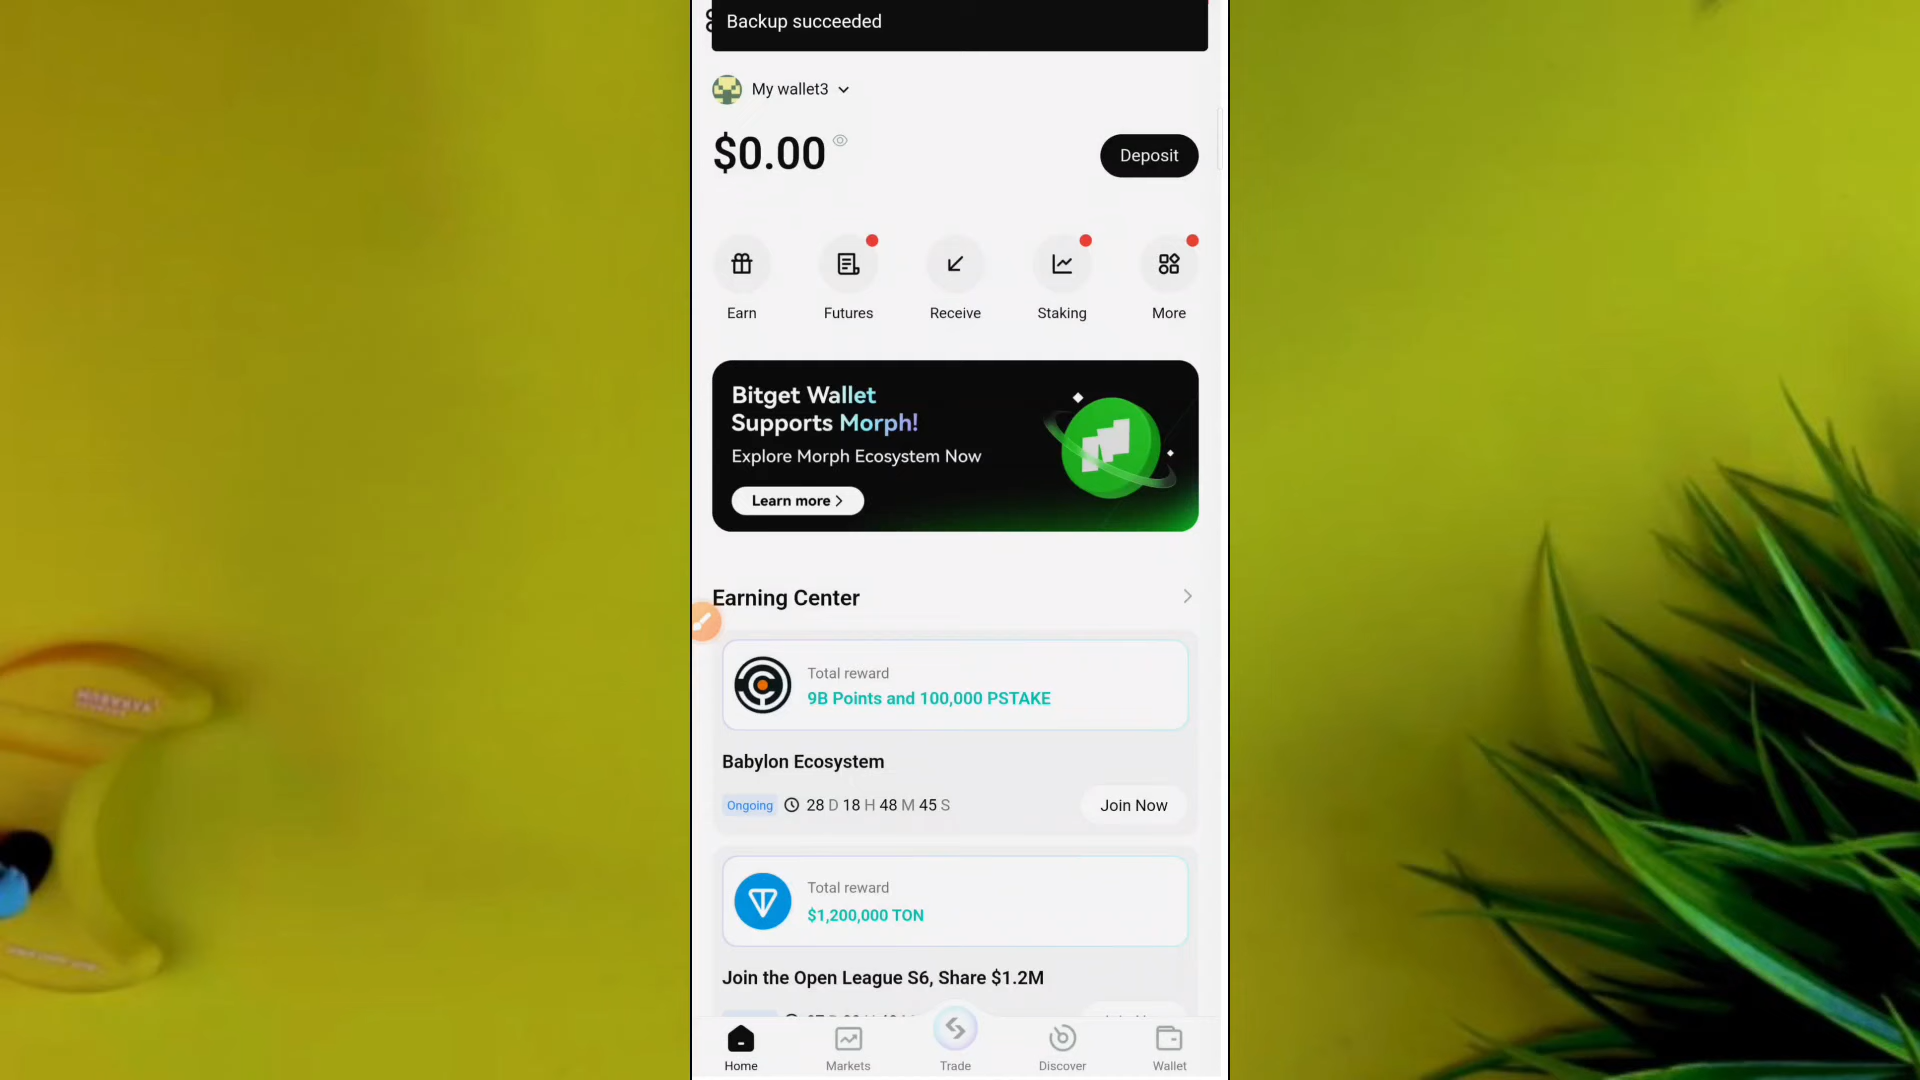 Backup succeeded
My wallet3
$0.00
Deposit
Earn
Futures
Receive
Staking
More
Bitget Wallet
Supports Morph!
Explore Morph Ecosystem Now
Learn more >
Earning Center
Total reward
9B Points and 100,000 PSTAKE
Babylon Ecosystem
Ongoing 28 D 18 H 48 M 45 S
Join Now
Total reward
$1,200,000 TON
Join the Open League S6, Share $1.2M
Home
Markets
Trade
Discover
Wallet